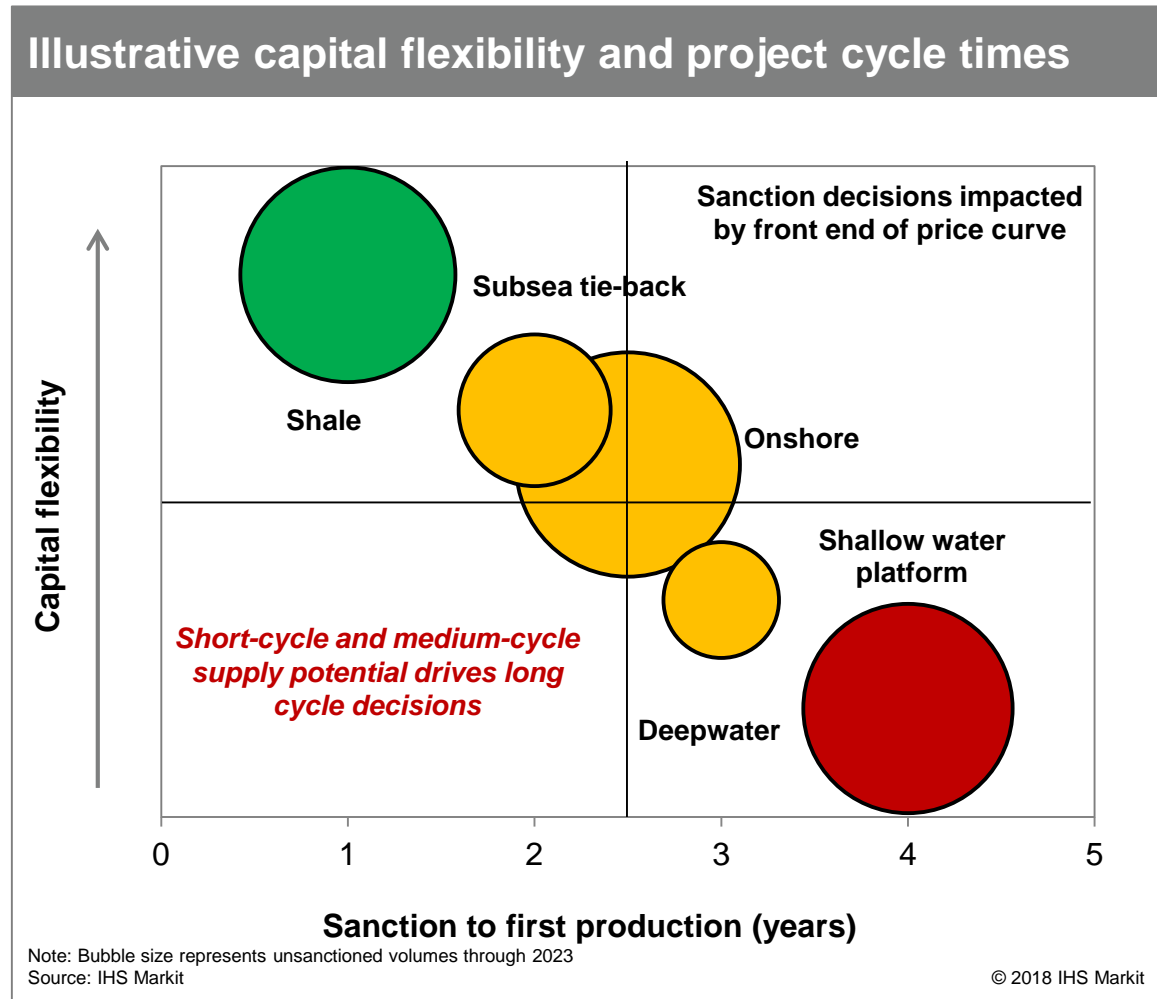 Illustrative capital flexibility and project cycle times
Sanction decisions impacted
by front end of price curve
Subsea tie-back
Shale
Onshore
Capital flexibility
Shallow water
platform
Short-cycle and medium-cycle
supply potential drives long
cycle decisions
Deepwater
0 1 2 3 4 5
Sanction to first production (years)
Note: Bubble size represents unsanctioned volumes through 2023
Source: IHS Markit
© 2018 IHS Markit